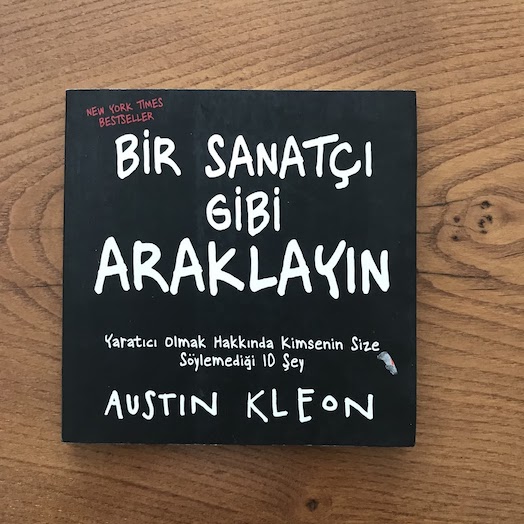 NEW YORK TIMES
BESTSELLER
BİR SANATÇI
GİBİ
ARAKLAYIN
Yaratıcı Olmak Hakkında Kimsenin Size
Söylemediği 10 Şey
AUSTIN KLEON